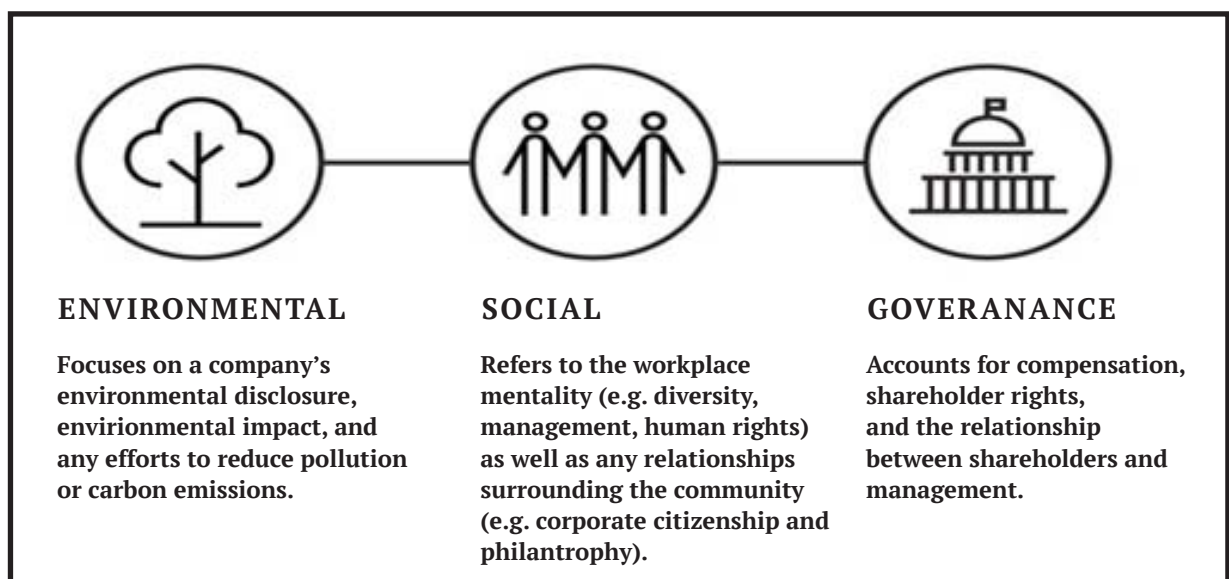 ENVIRONMENTAL
Focuses on a company's
environmental disclosure,
envirionmental impact, and
any efforts to reduce pollution
or carbon emissions.
SOCIAL
Refers to the workplace
mentality (e.g. diversity,
management, human rights)
as well as any relationships
surrounding the community
(e.g. corporate citizenship and
philantrophy).
GOVERANANCE
Accounts for compensation,
shareholder rights,
and the relationship
between shareholders and
management.